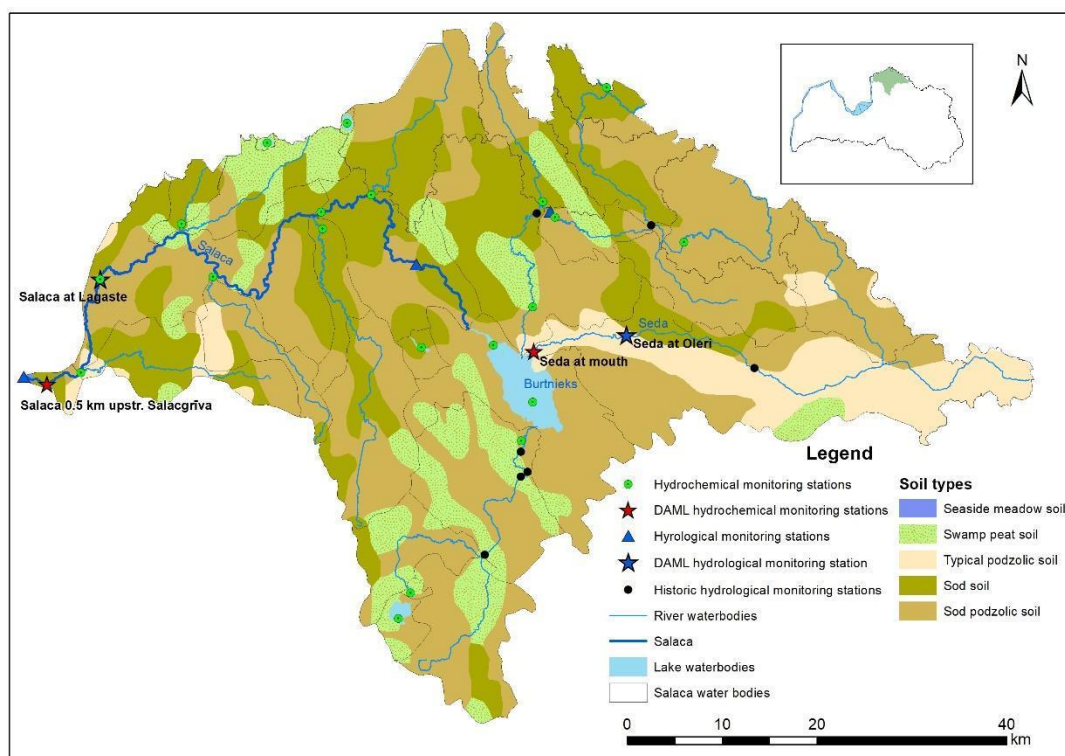 N
Salaca
Salaca at Lagaste
Seda
Seda at Oleri
Seda at mouth
Burtnieks
Salaca 0.5 km upstr. Salacgrīva
Legend
Hydrochemical monitoring stations
DAML hydrochemical monitoring stations
Hyrological monitoring stations
DAML hydrological monitoring station
Historic hydrological monitoring stations
River waterbodies
Salaca
Lake waterbodies
Salaca water bodies
Soil types
Seaside meadow soil
Swamp peat soil
Typical podzolic soil
Sod soil
Sod podzolic soil
0 10 20 40
km